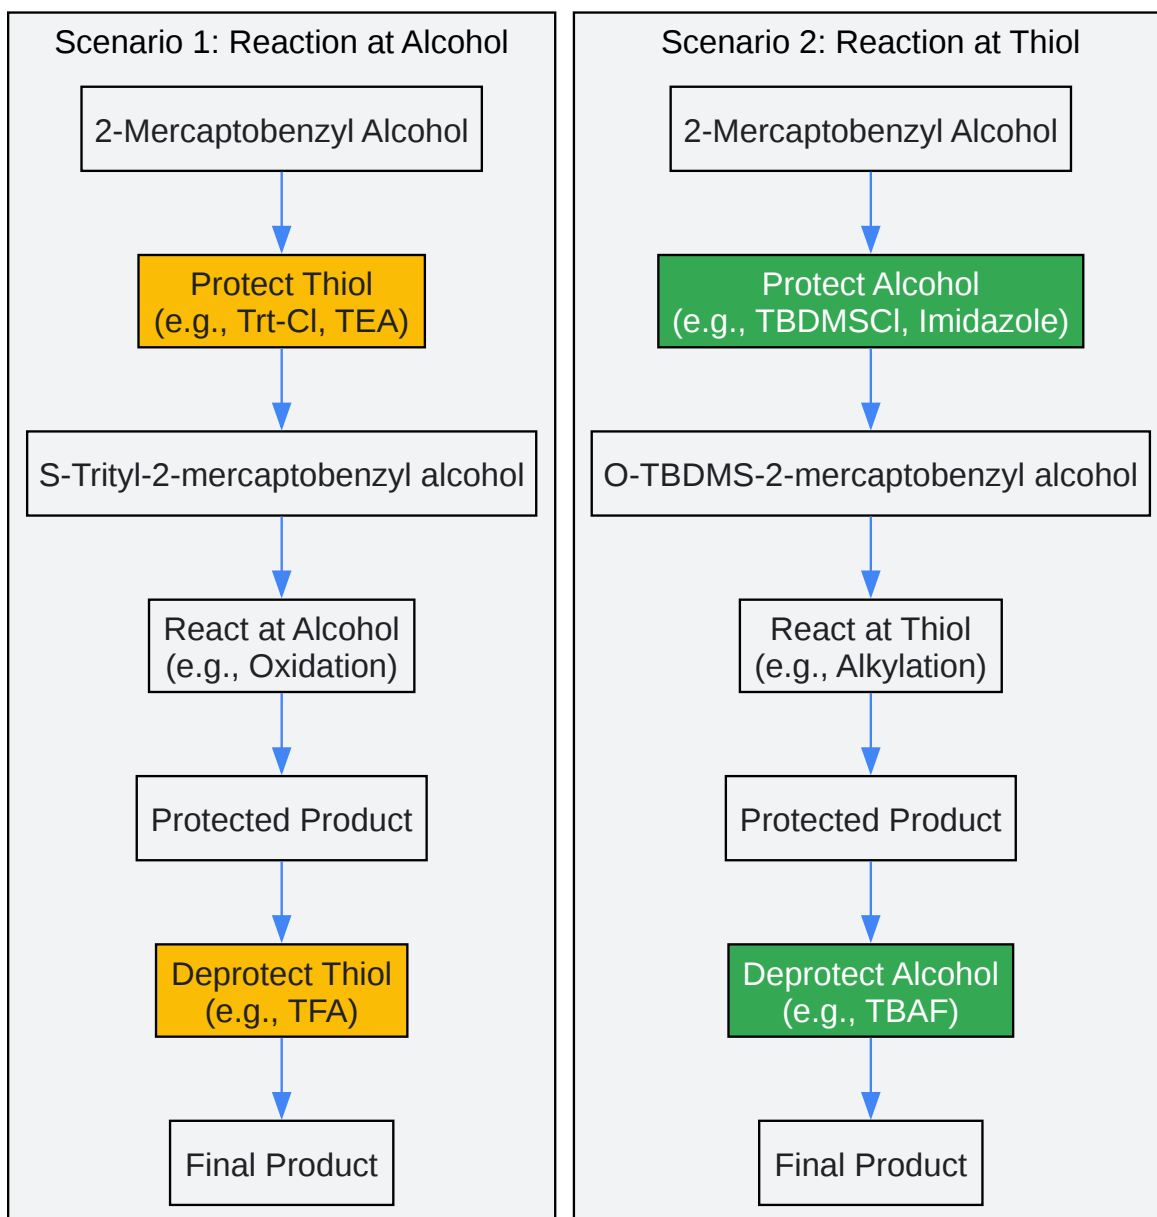 Scenario 1: Reaction at Alcohol
2-Mercaptobenzyl Alcohol
Protect Thiol
(e.g., Trt-Cl, TEA)
S-Trityl-2-mercaptobenzyl alcohol
React at Alcohol
(e.g., Oxidation)
Protected Product
Deprotect Thiol
(e.g., TFA)
Final Product
Scenario 2: Reaction at Thiol
2-Mercaptobenzyl Alcohol
Protect Alcohol
(e.g., TBDMSCl, Imidazole)
O-TBDMS-2-mercaptobenzyl alcohol
React at Thiol
(e.g., Alkylation)
Protected Product
Deprotect Alcohol
(e.g., TBAF)
Final Product